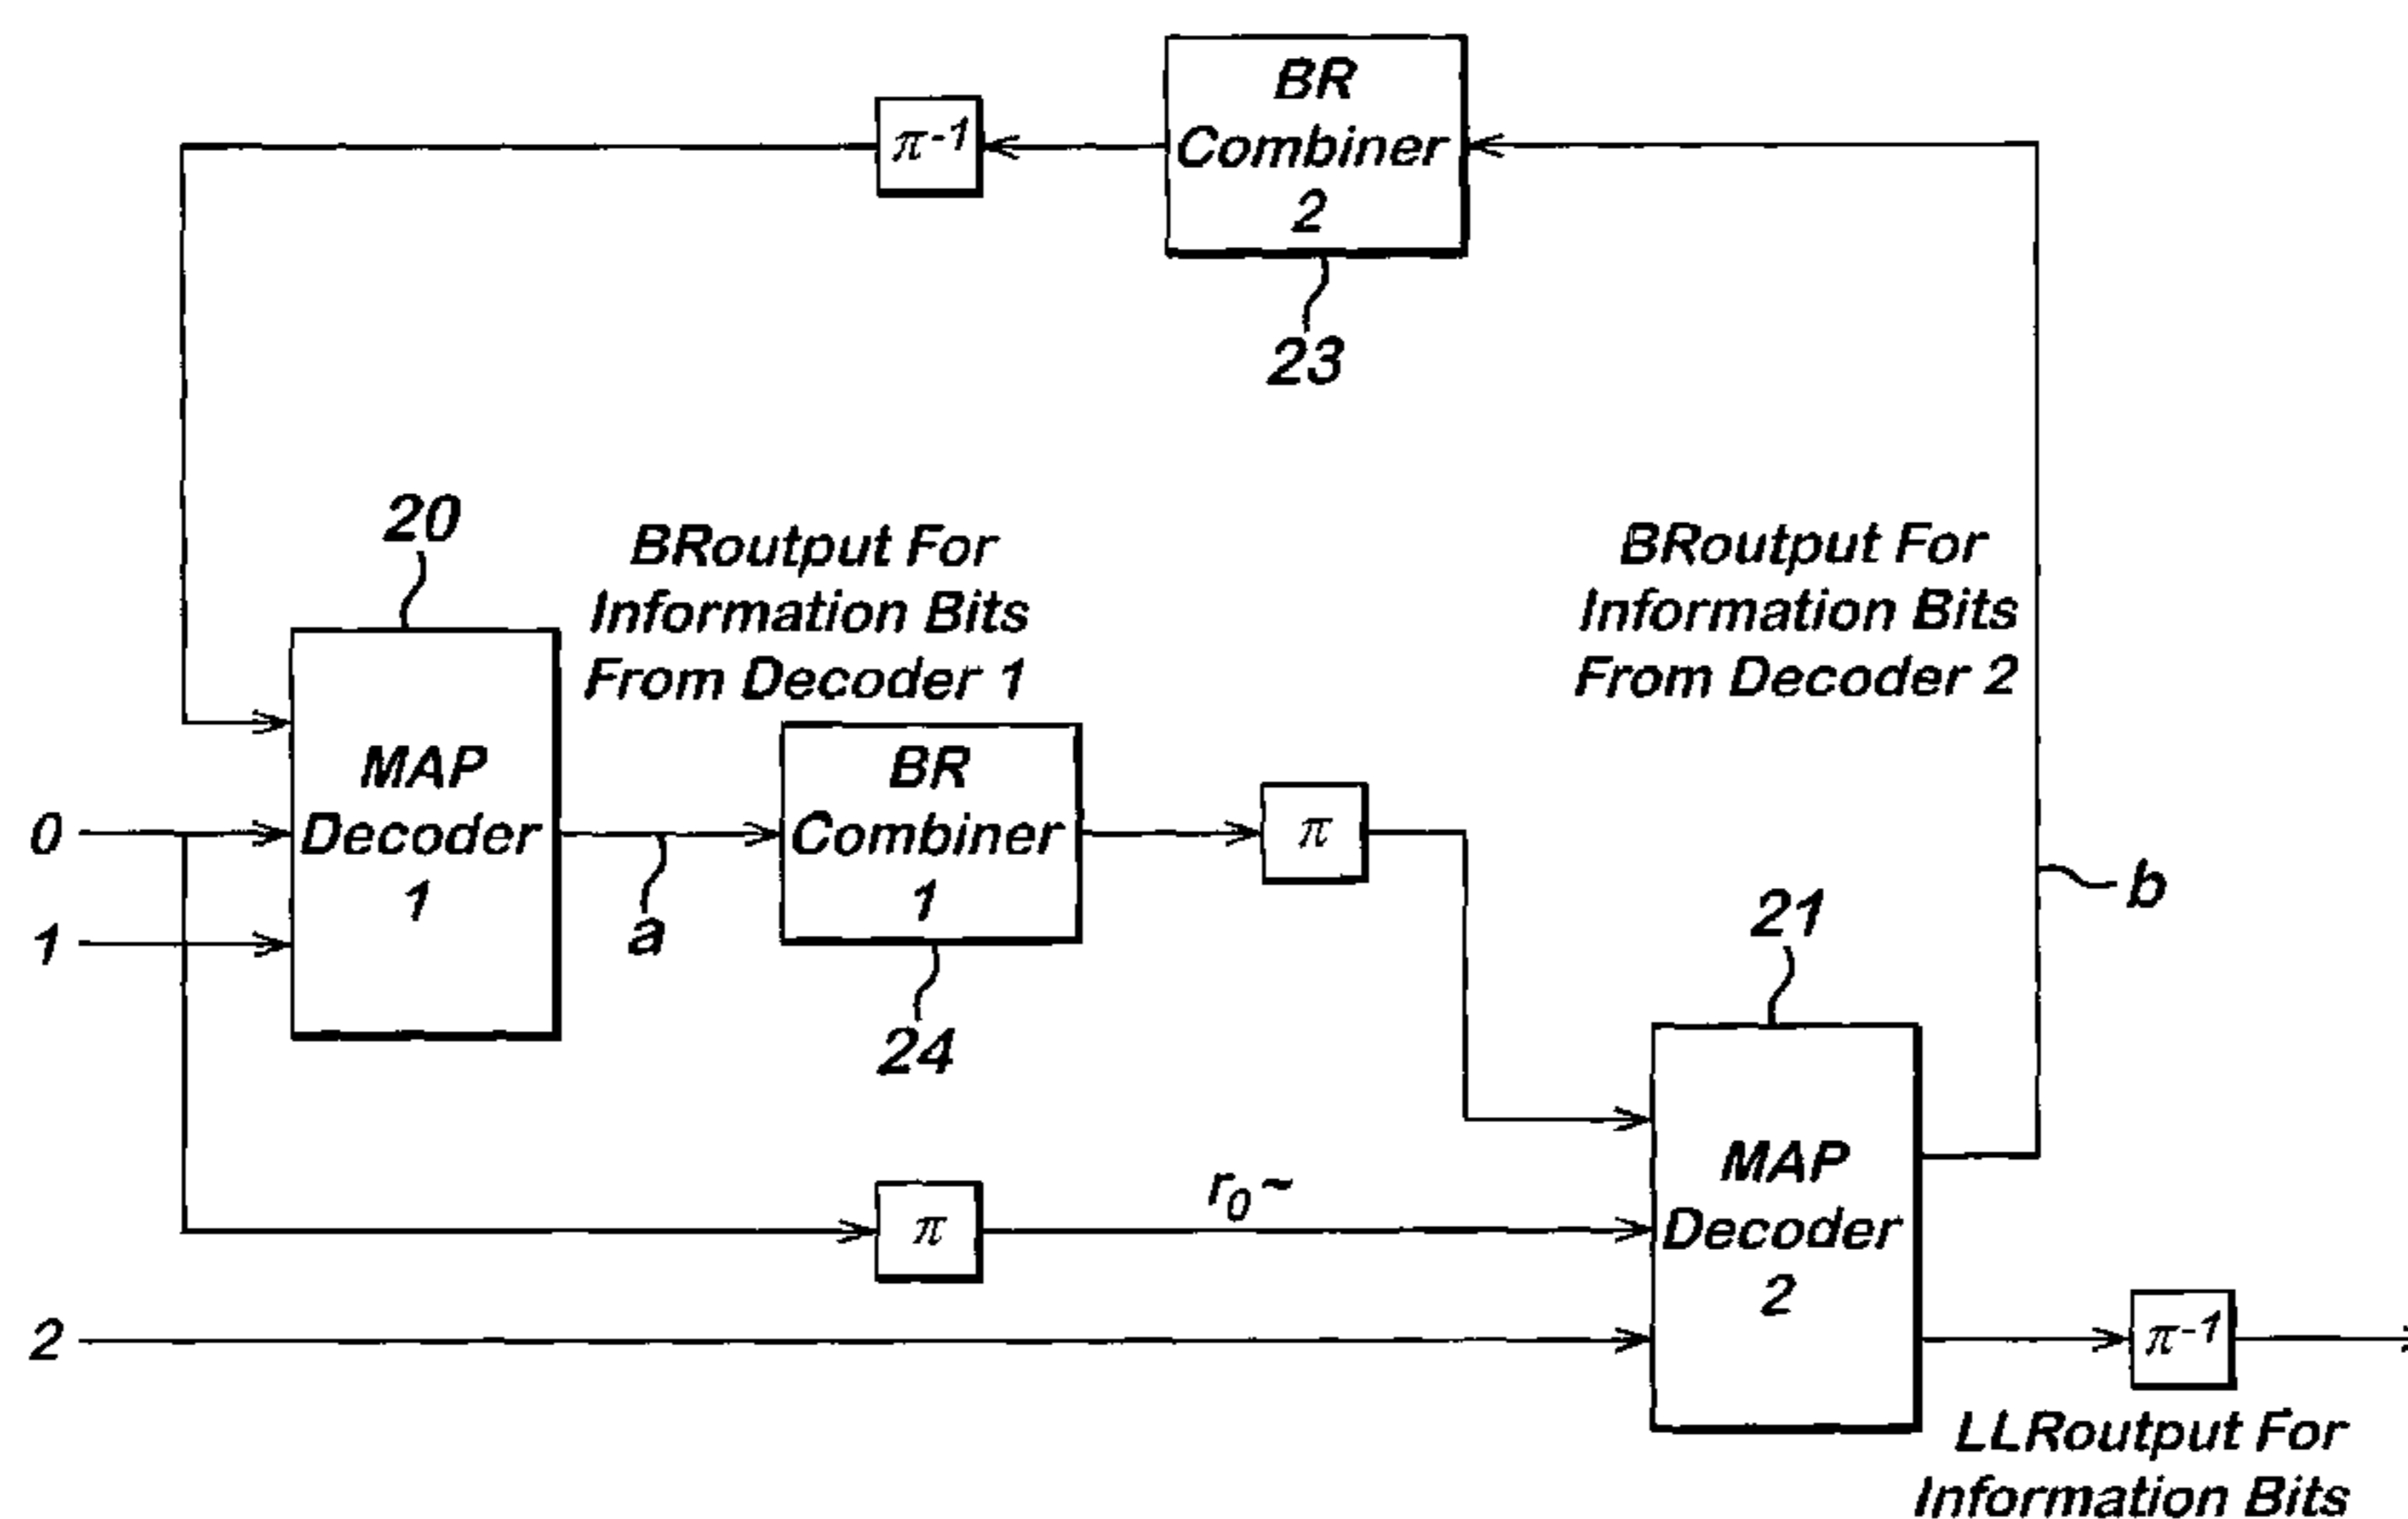 BR
Combiner
2
π⁻¹
23
20
BRoutput For
Information Bits
From Decoder 1
BRoutput For
Information Bits
From Decoder 2
MAP
Decoder
1
0
1
a
BR
Combiner
1
24
π
b
21
MAP
Decoder
2
π
r₀~
2
π⁻¹
LLRoutput For
Information Bits